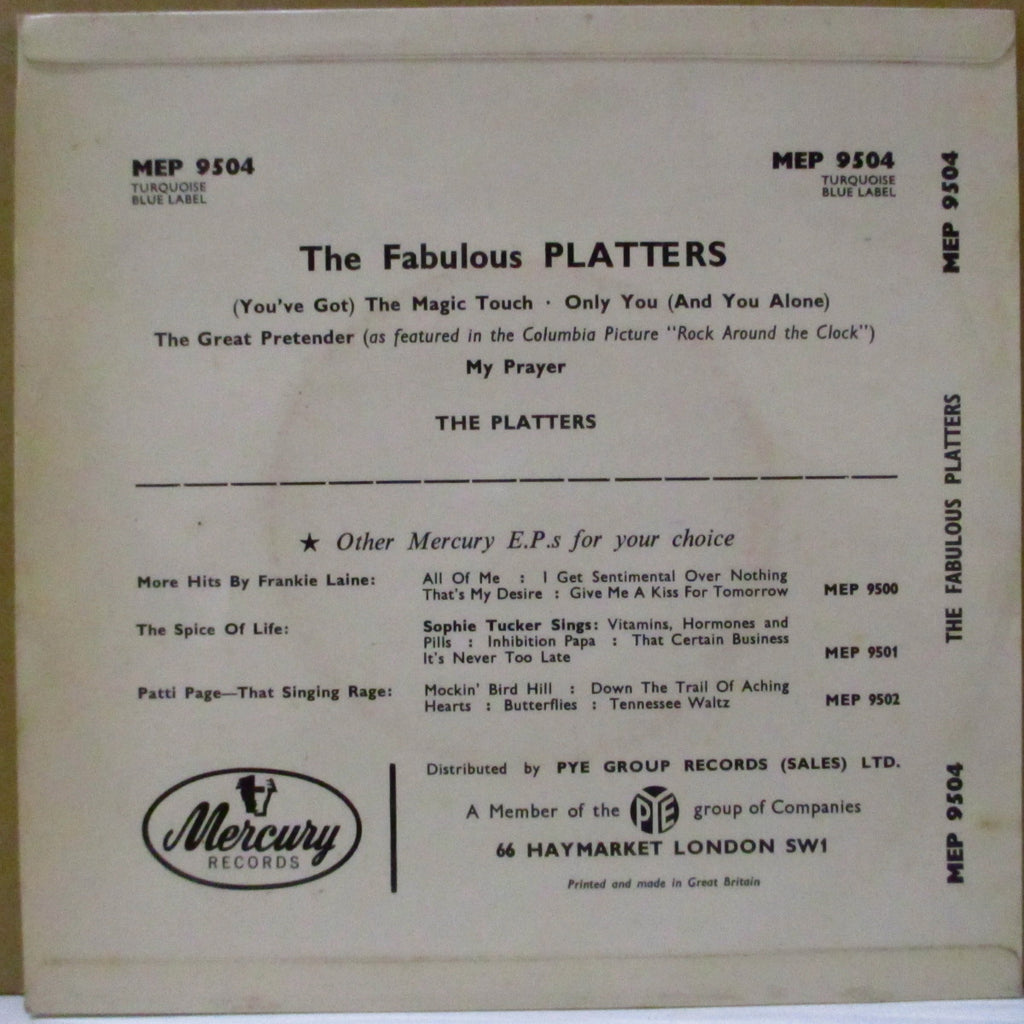 MEP 9504
TURQUOISE
BLUE LABEL
MEP 9504
TURQUOISE
BLUE LABEL
The Fabulous PLATTERS
(You've Got) The Magic Touch · Only You (And You Alone)
The Great Pretender (as featured in the Columbia Picture "Rock Around the Clock")
My Prayer
THE PLATTERS
★ Other Mercury E.P.s for your choice
More Hits By Frankie Laine:
All Of Me : I Get Sentimental Over Nothing
That's My Desire : Give Me A Kiss For Tomorrow
MEP 9500
The Spice Of Life:
Sophie Tucker Sings: Vitamins, Hormones and
Pills : Inhibition Papa : That Certain Business
It's Never Too Late
MEP 9501
Patti Page—That Singing Rage:
Mockin' Bird Hill : Down The Trail Of Aching
Hearts : Butterflies : Tennessee Waltz
MEP 9502
Mercury
RECORDS
Distributed by PYE GROUP RECORDS (SALES) LTD.
A Member of the PYE group of Companies
66 HAYMARKET LONDON SW1
Printed and made in Great Britain
MEP 9504
THE FABULOUS PLATTERS
MEP 9504